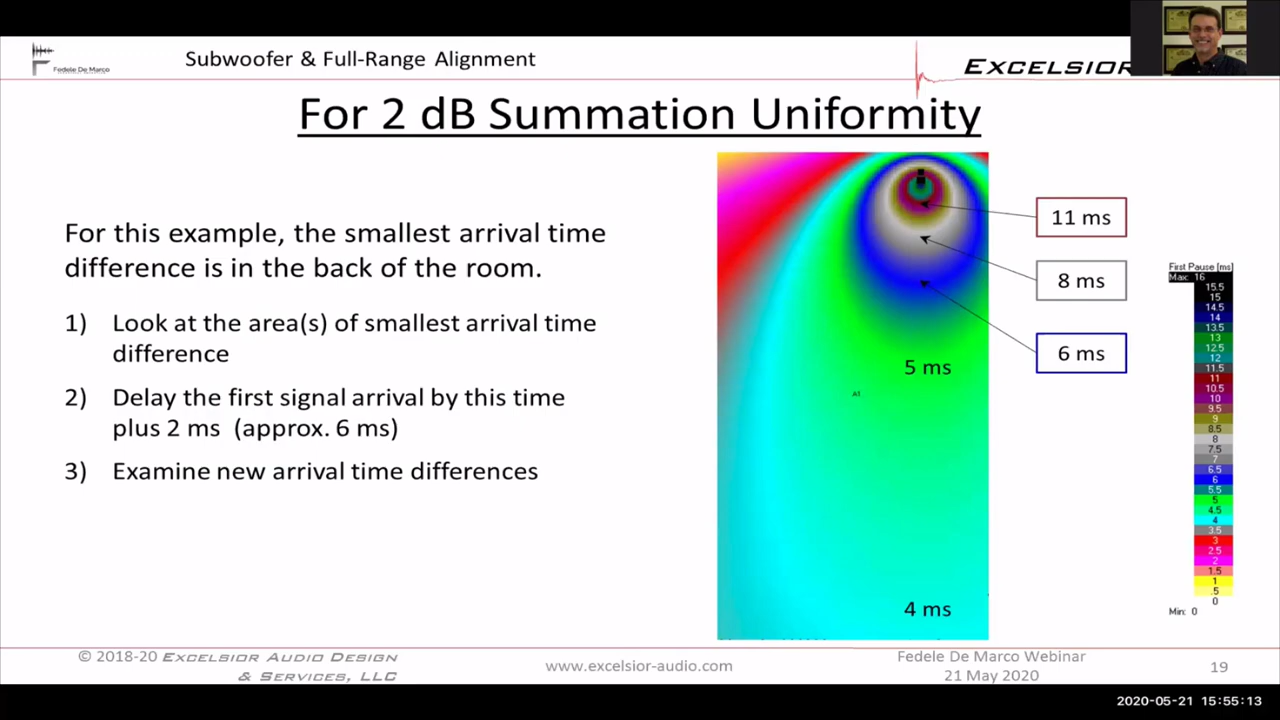 Fedele De Marco
Subwoofer & Full-Range Alignment
EXCELSIOR
For 2 dB Summation Uniformity
For this example, the smallest arrival time
difference is in the back of the room.
1) Look at the area(s) of smallest arrival time
difference
2) Delay the first signal arrival by this time
plus 2 ms (approx. 6 ms)
3) Examine new arrival time differences
11 ms
8 ms
6 ms
5 ms
A1
4 ms
First Pause [ms]
Max: 16
15.5
15
14.5
14
13.5
13
12.5
12
11.5
11
10.5
10
9.5
9
8.5
8
7.5
7
6.5
6
5.5
5
4.5
4
3.5
3
2.5
2
1.5
1
.5
0
Min: 0
© 2018-20 EXCELSIOR AUDIO DESIGN
& SERVICES, LLC
www.excelsior-audio.com
Fedele De Marco Webinar
21 May 2020
19
2020-05-21 15:55:13